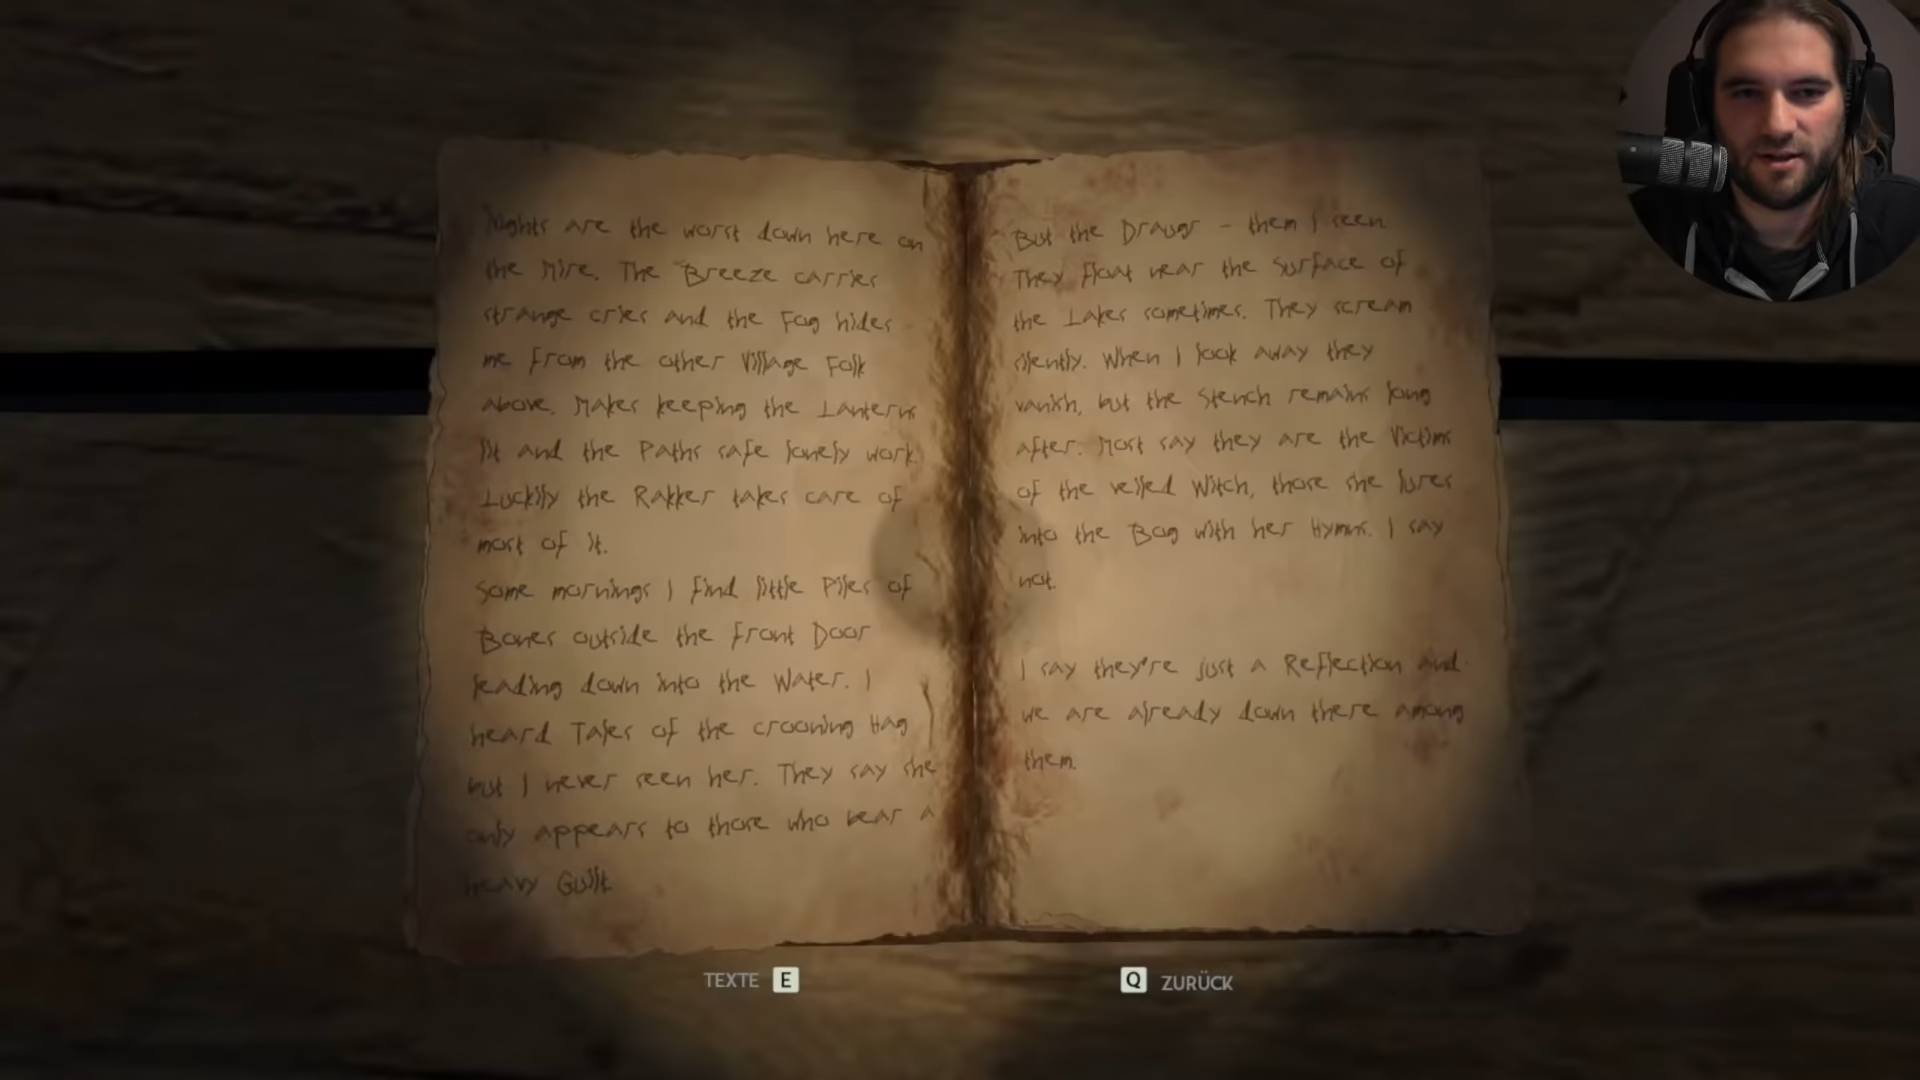 Nights are the worst down here on
the Mire. The Breeze carries
strange cries and the Fog hides
me from the other Village Folk
above. Makes keeping the Lanterns
lit and the Paths safe lonely work.
Luckily the Rakker takes care of
most of it.
Some mornings I find little Piles of
Bones outside the Front Door
leading down into the Water. I
heard Tales of the crooning Hag
but I never seen her. They say she
only appears to those who bear a
heavy Guilt.
But the Draugr – them I seen.
They float near the Surface of
the Lakes sometimes. They scream
silently. When I look away they
vanish, but the Stench remains long
after. Most say they are the Victims
of the veiled Witch, those she lures
into the Bog with her Hymns. I say
not.
I say they're just a Reflection and
we are already down there among
them.
TEXTE E
Q ZURÜCK